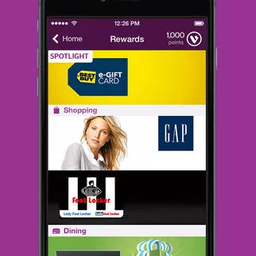 12:26 PM
Home
Rewards
1,000
points
SPOTLIGHT
BEST
BUY
e-GIFT
CARD
Shopping
GAP
Foot Locker
Lady Foot Locker
kids foot locker
Dining